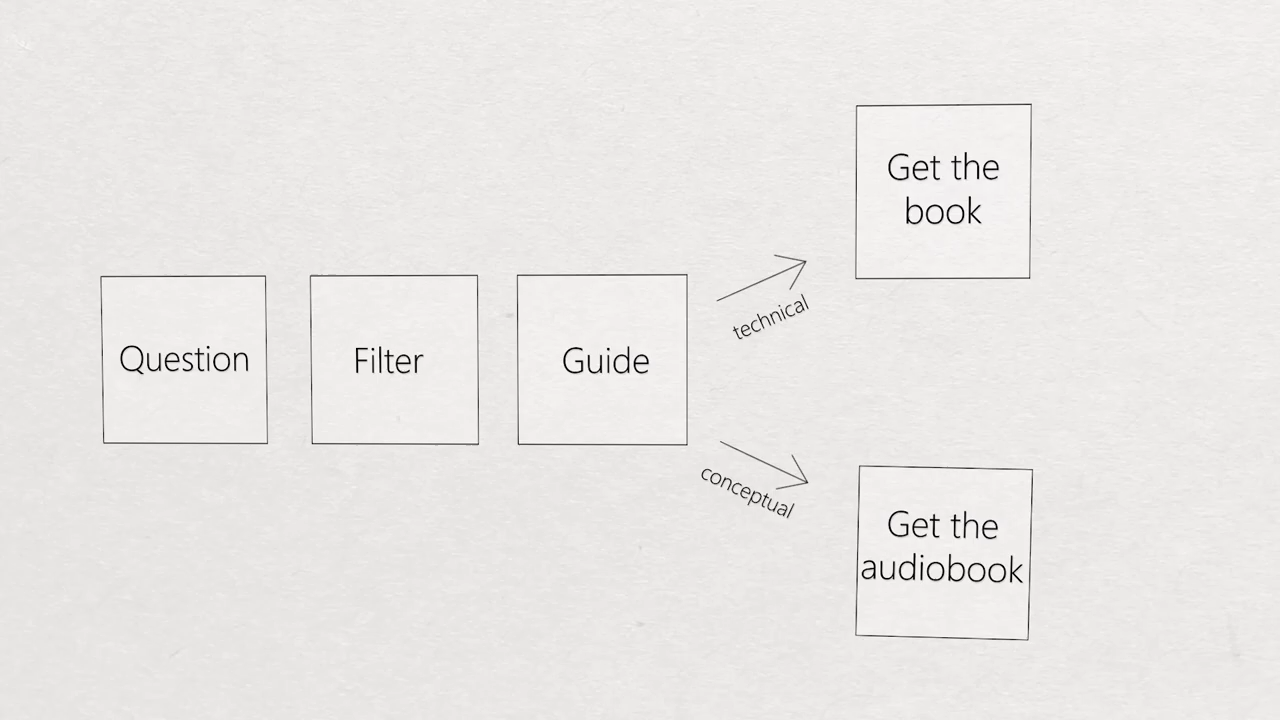 Question
Filter
Guide
technical
Get the
book
conceptual
Get the
audiobook